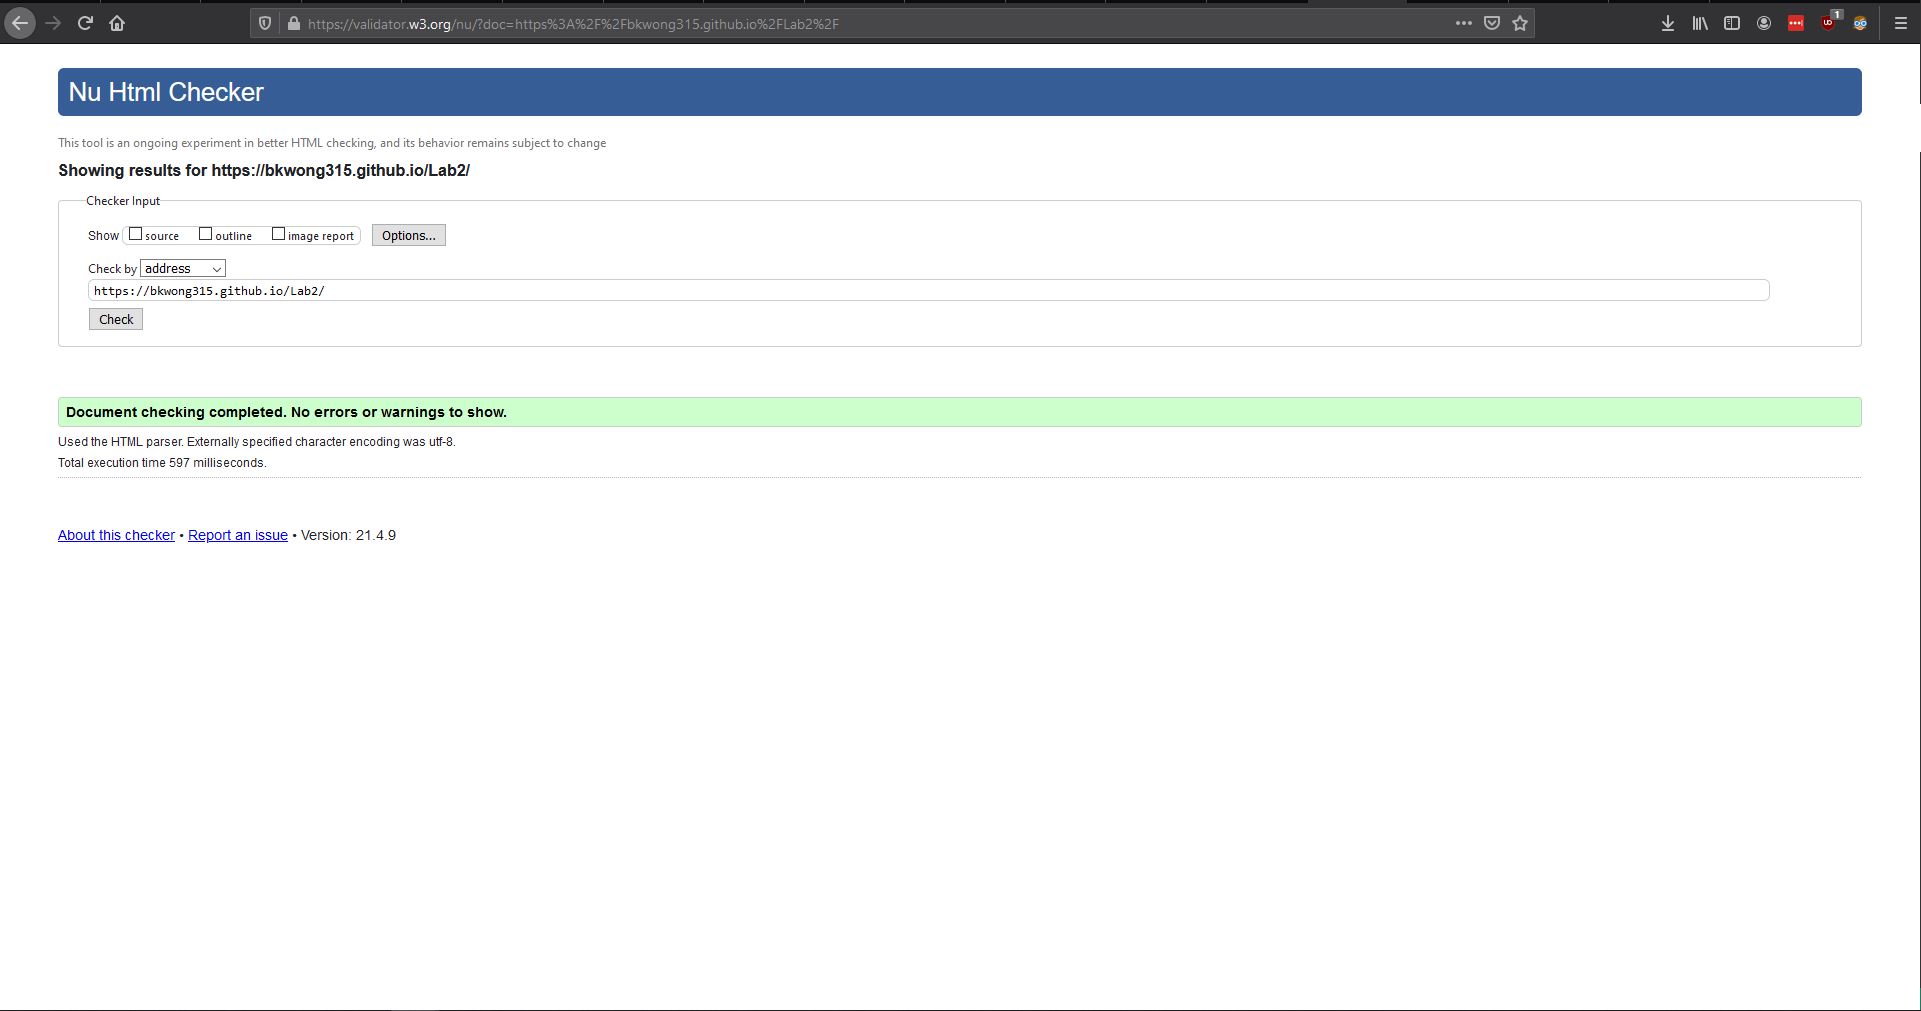 https://validator.w3.org/nu/?doc=https%3A%2F%2Fbkwong315.github.io%2FLab2%2F
1
Nu Html Checker
This tool is an ongoing experiment in better HTML checking, and its behavior remains subject to change
Showing results for https://bkwong315.github.io/Lab2/
Checker Input
Show source outline image report Options...
Check by address
https://bkwong315.github.io/Lab2/
Check
Document checking completed. No errors or warnings to show.
Used the HTML parser. Externally specified character encoding was utf-8.
Total execution time 597 milliseconds.
About this checker • Report an issue • Version: 21.4.9